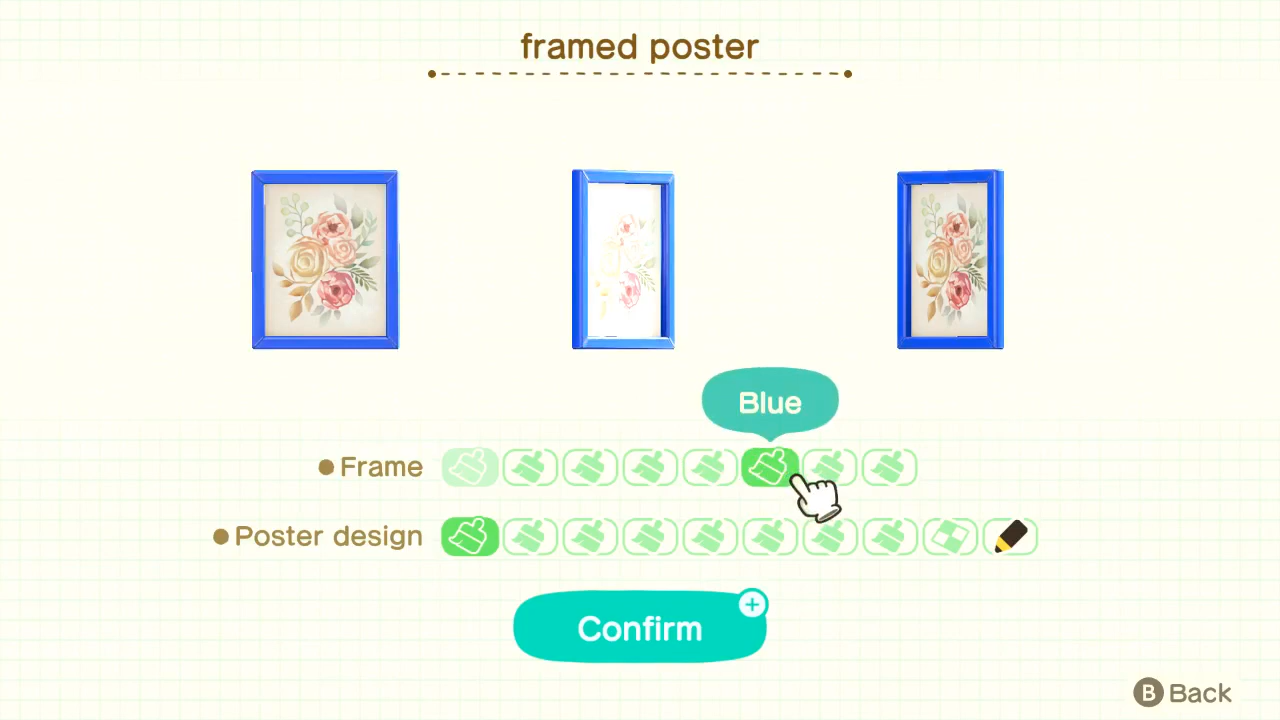 framed poster
Blue
Frame
Poster design
Confirm
B Back